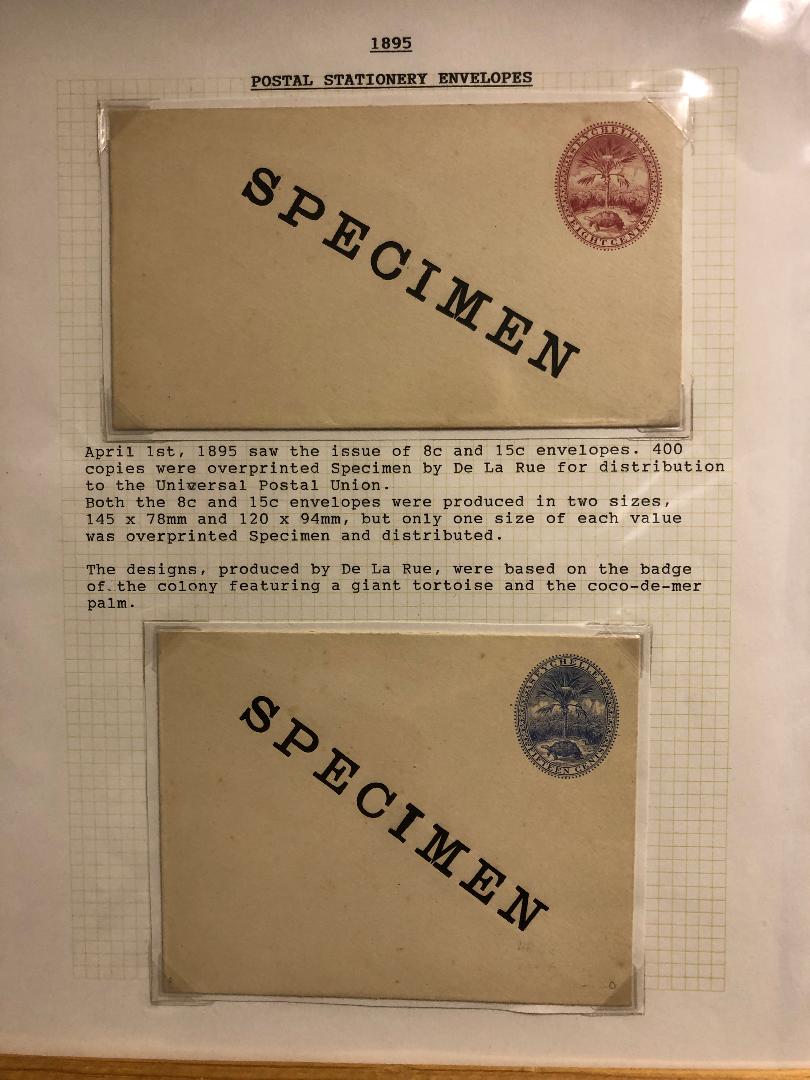 1895
POSTAL STATIONERY ENVELOPES
SEYCHELLES
EIGHT CENTS
SPECIMEN
April 1st, 1895 saw the issue of 8c and 15c envelopes. 400
copies were overprinted Specimen by De La Rue for distribution
to the Universal Postal Union.
Both the 8c and 15c envelopes were produced in two sizes,
145 x 78mm and 120 x 94mm, but only one size of each value
was overprinted Specimen and distributed.
The designs, produced by De La Rue, were based on the badge
of the colony featuring a giant tortoise and the coco-de-mer
palm.
SEYCHELLES
FIFTEEN CENTS
SPECIMEN